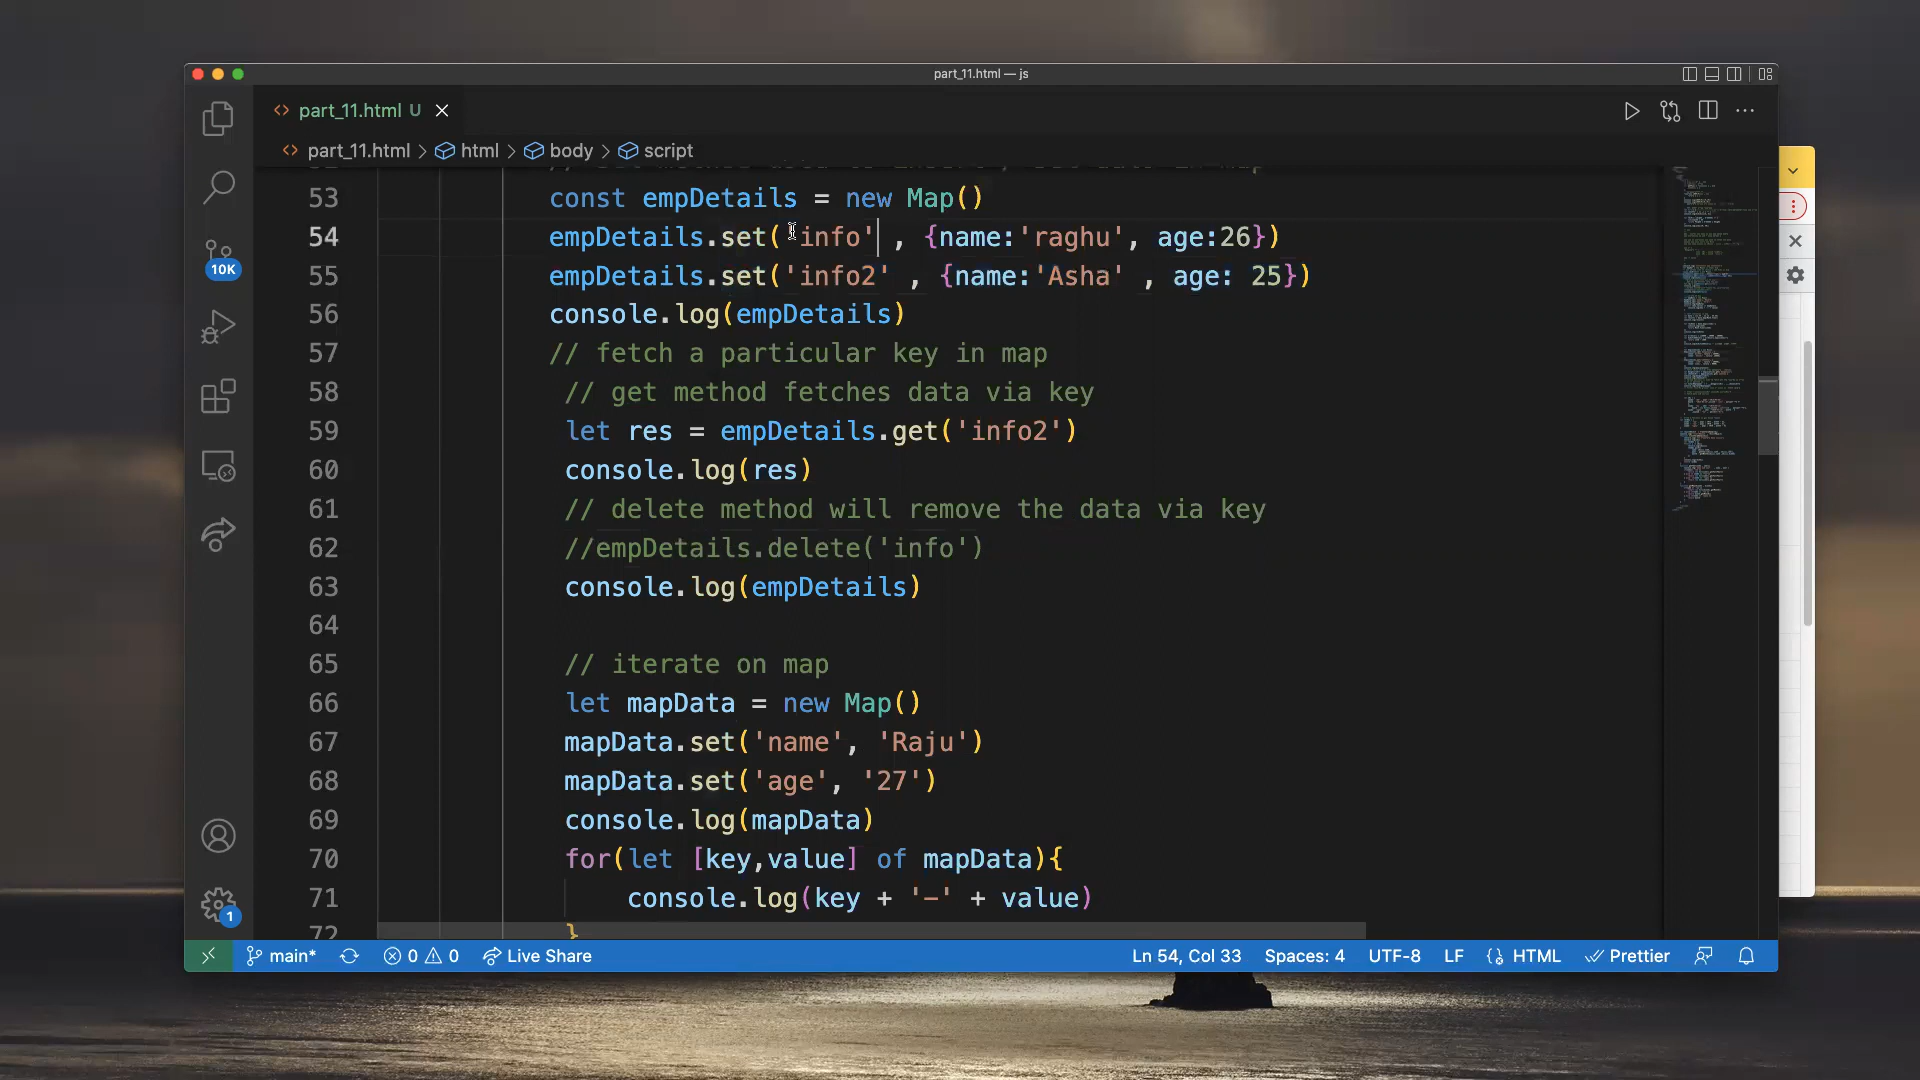 part_11.html — js
part_11.html U
part_11.html > html > body > script
53 const empDetails = new Map()
54 empDetails.set('info' , {name:'raghu', age:26})
55 empDetails.set('info2' , {name:'Asha' , age: 25})
56 console.log(empDetails)
57 // fetch a particular key in map
58 // get method fetches data via key
59 let res = empDetails.get('info2')
60 console.log(res)
61 // delete method will remove the data via key
62 //empDetails.delete('info')
63 console.log(empDetails)
64
65 // iterate on map
66 let mapData = new Map()
67 mapData.set('name', 'Raju')
68 mapData.set('age', '27')
69 console.log(mapData)
70 for(let [key,value] of mapData){
71 console.log(key + '-' + value)
72 }
10K
1
main* 0 0 Live Share Ln 54, Col 33 Spaces: 4 UTF-8 LF HTML Prettier